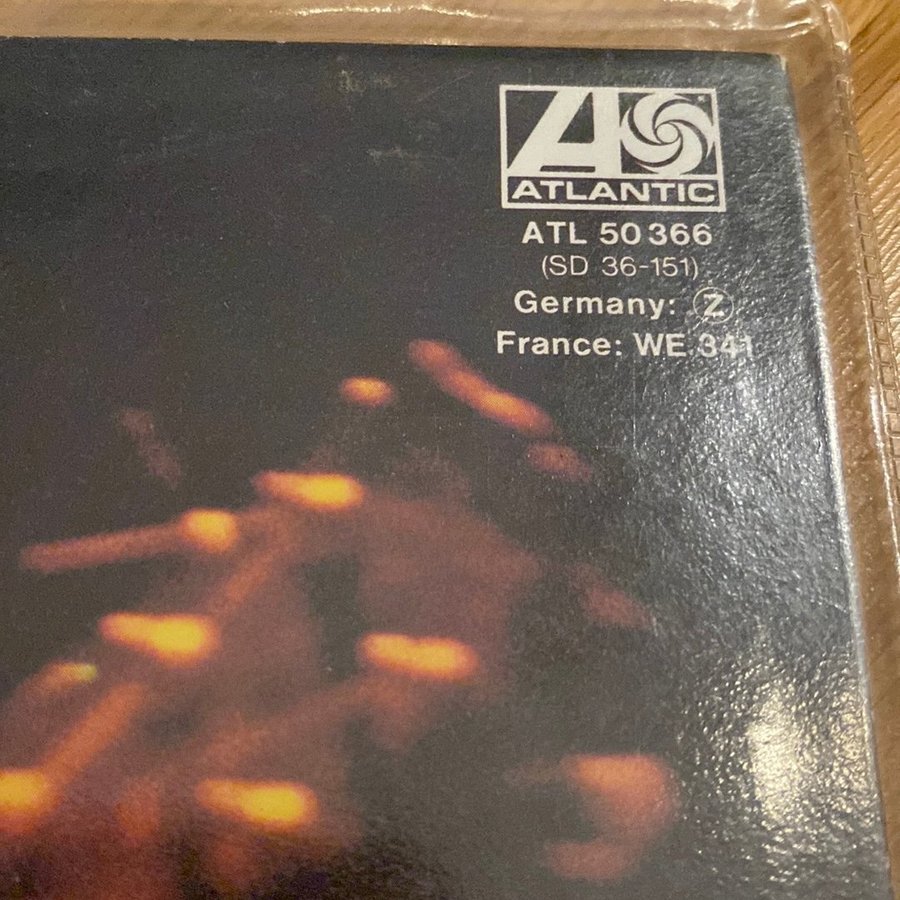 ATLANTIC
ATL 50 366
(SD 36-151)
Germany: Ⓩ
France: WE 341